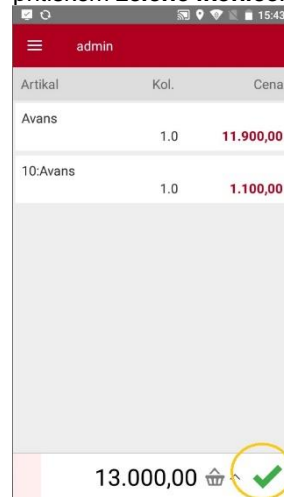 15:43
admin
Artikal Kol. Cena
Avans
1.0 11.900,00
10:Avans
1.0 1.100,00
13.000,00